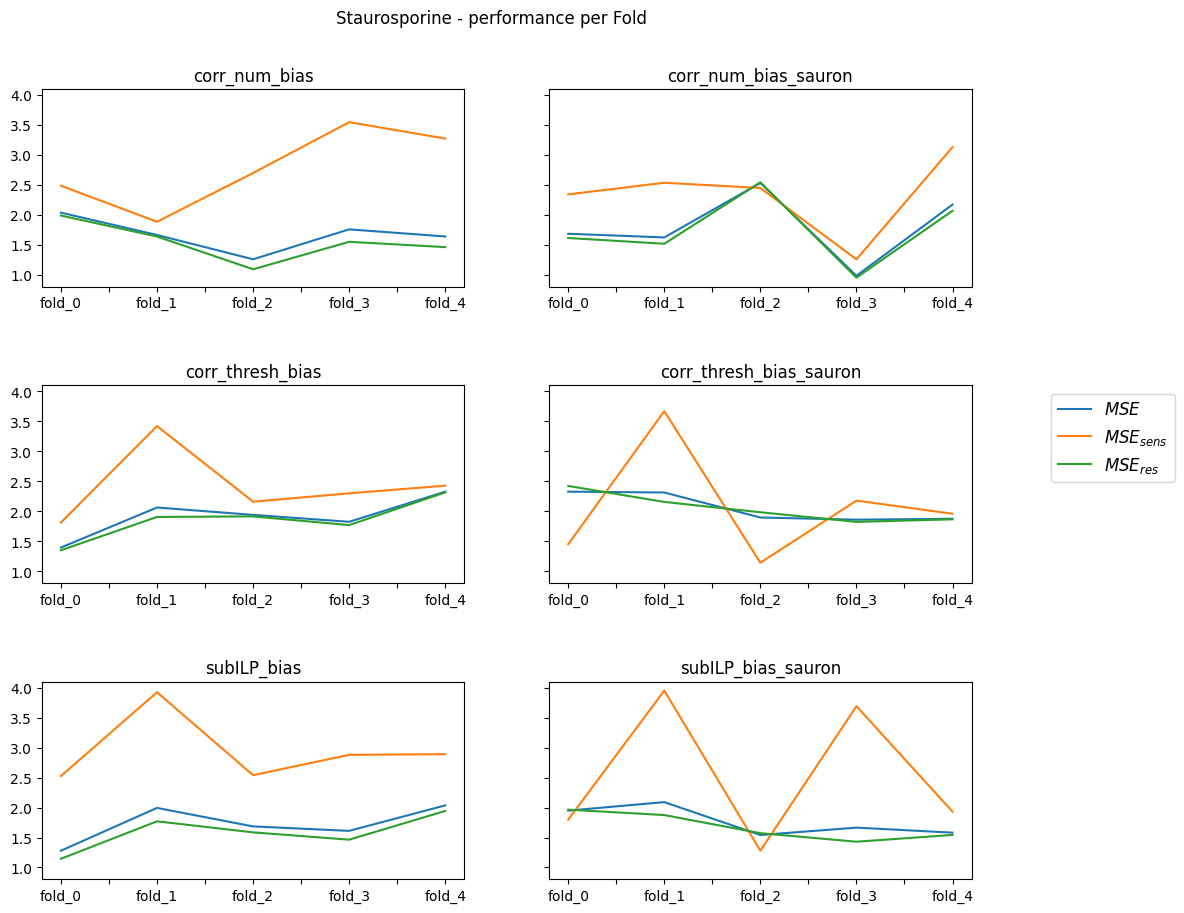 Staurosporine - performance per Fold
corr_num_bias
corr_num_bias_sauron
4.0
3.5
3.0
2.5
2.0
1.5
1.0
fold_0 fold_1 fold_2 fold_3 fold_4
fold_0 fold_1 fold_2 fold_3 fold_4
corr_thresh_bias
corr_thresh_bias_sauron
4.0
3.5
3.0
2.5
2.0
1.5
1.0
fold_0 fold_1 fold_2 fold_3 fold_4
fold_0 fold_1 fold_2 fold_3 fold_4
MSE
MSE_sens
MSE_res
subILP_bias
subILP_bias_sauron
4.0
3.5
3.0
2.5
2.0
1.5
1.0
fold_0 fold_1 fold_2 fold_3 fold_4
fold_0 fold_1 fold_2 fold_3 fold_4